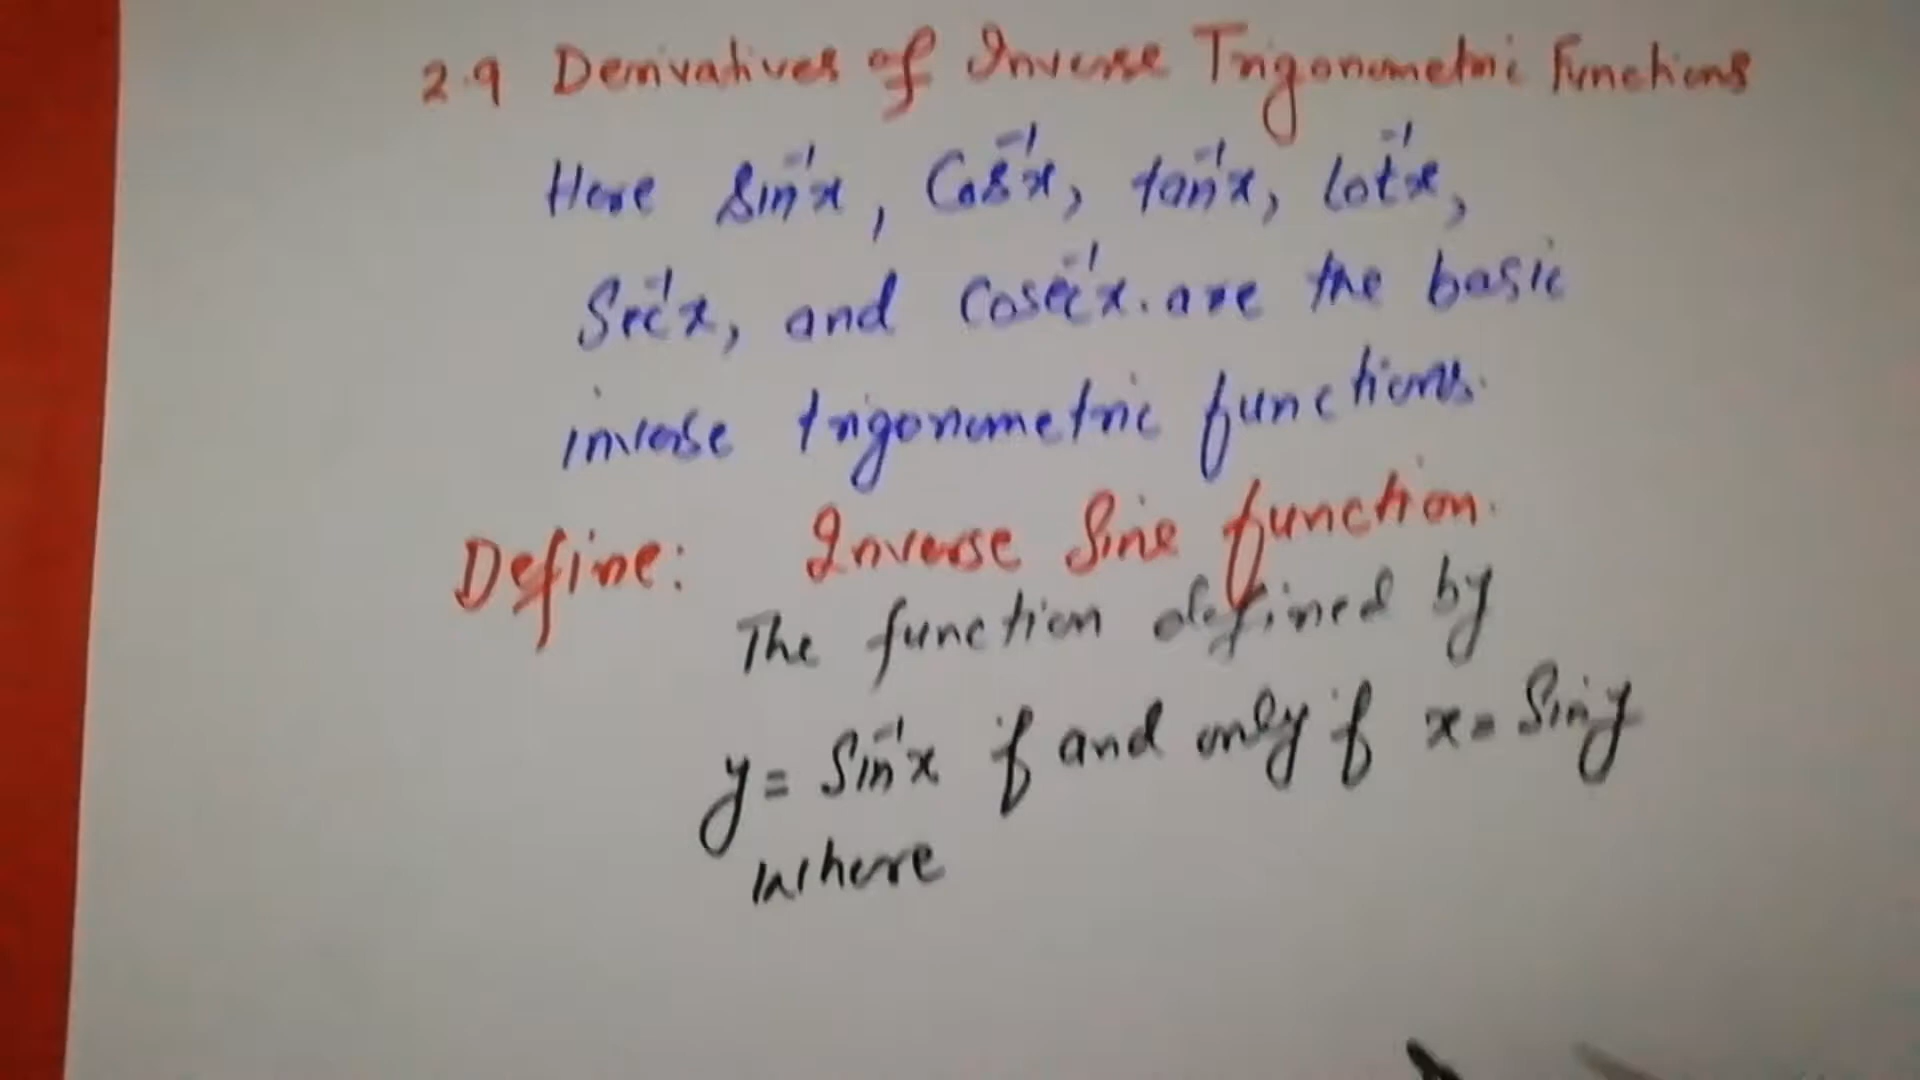 2.9 Derivatives of Inverse Trigonometric Functions
Here Sin⁻¹x, Cos⁻¹x, tan⁻¹x, Cot⁻¹x,
Sec⁻¹x, and Cosec⁻¹x. are the basic
inverse trigonometric functions.
Define: Inverse Sine function.
The function defined by
y = Sin⁻¹x if and only if x = Sin y
where